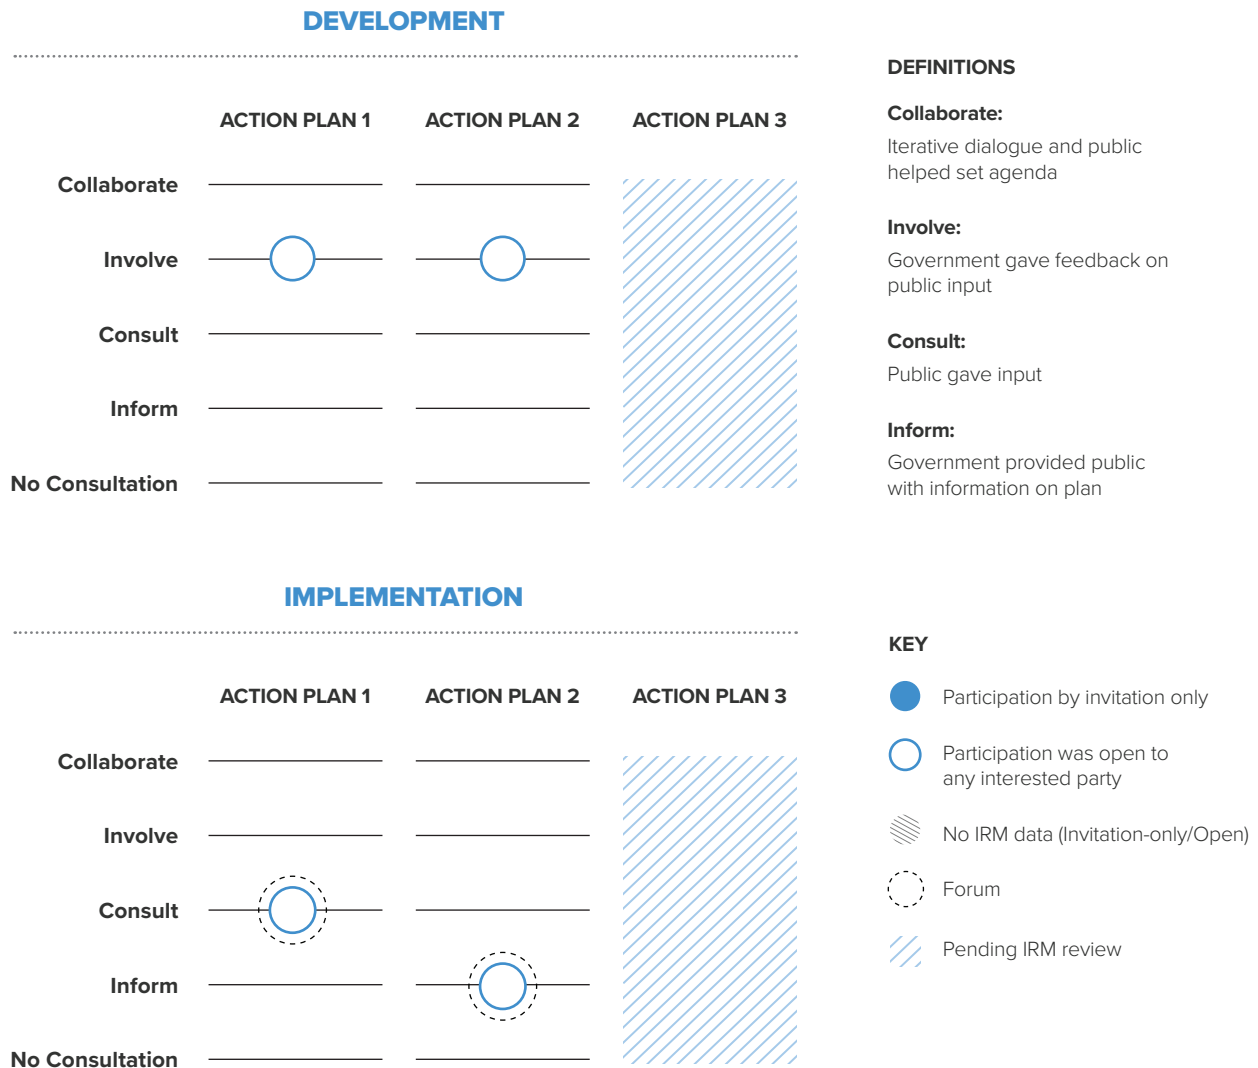 DEVELOPMENT
ACTION PLAN 1
ACTION PLAN 2
ACTION PLAN 3
Collaborate
Involve
Consult
Inform
No Consultation
DEFINITIONS
Collaborate:
Iterative dialogue and public
helped set agenda
Involve:
Government gave feedback on
public input
Consult:
Public gave input
Inform:
Government provided public
with information on plan
IMPLEMENTATION
ACTION PLAN 1
ACTION PLAN 2
ACTION PLAN 3
Collaborate
Involve
Consult
Inform
No Consultation
KEY
Participation by invitation only
Participation was open to
any interested party
No IRM data (Invitation-only/Open)
Forum
Pending IRM review